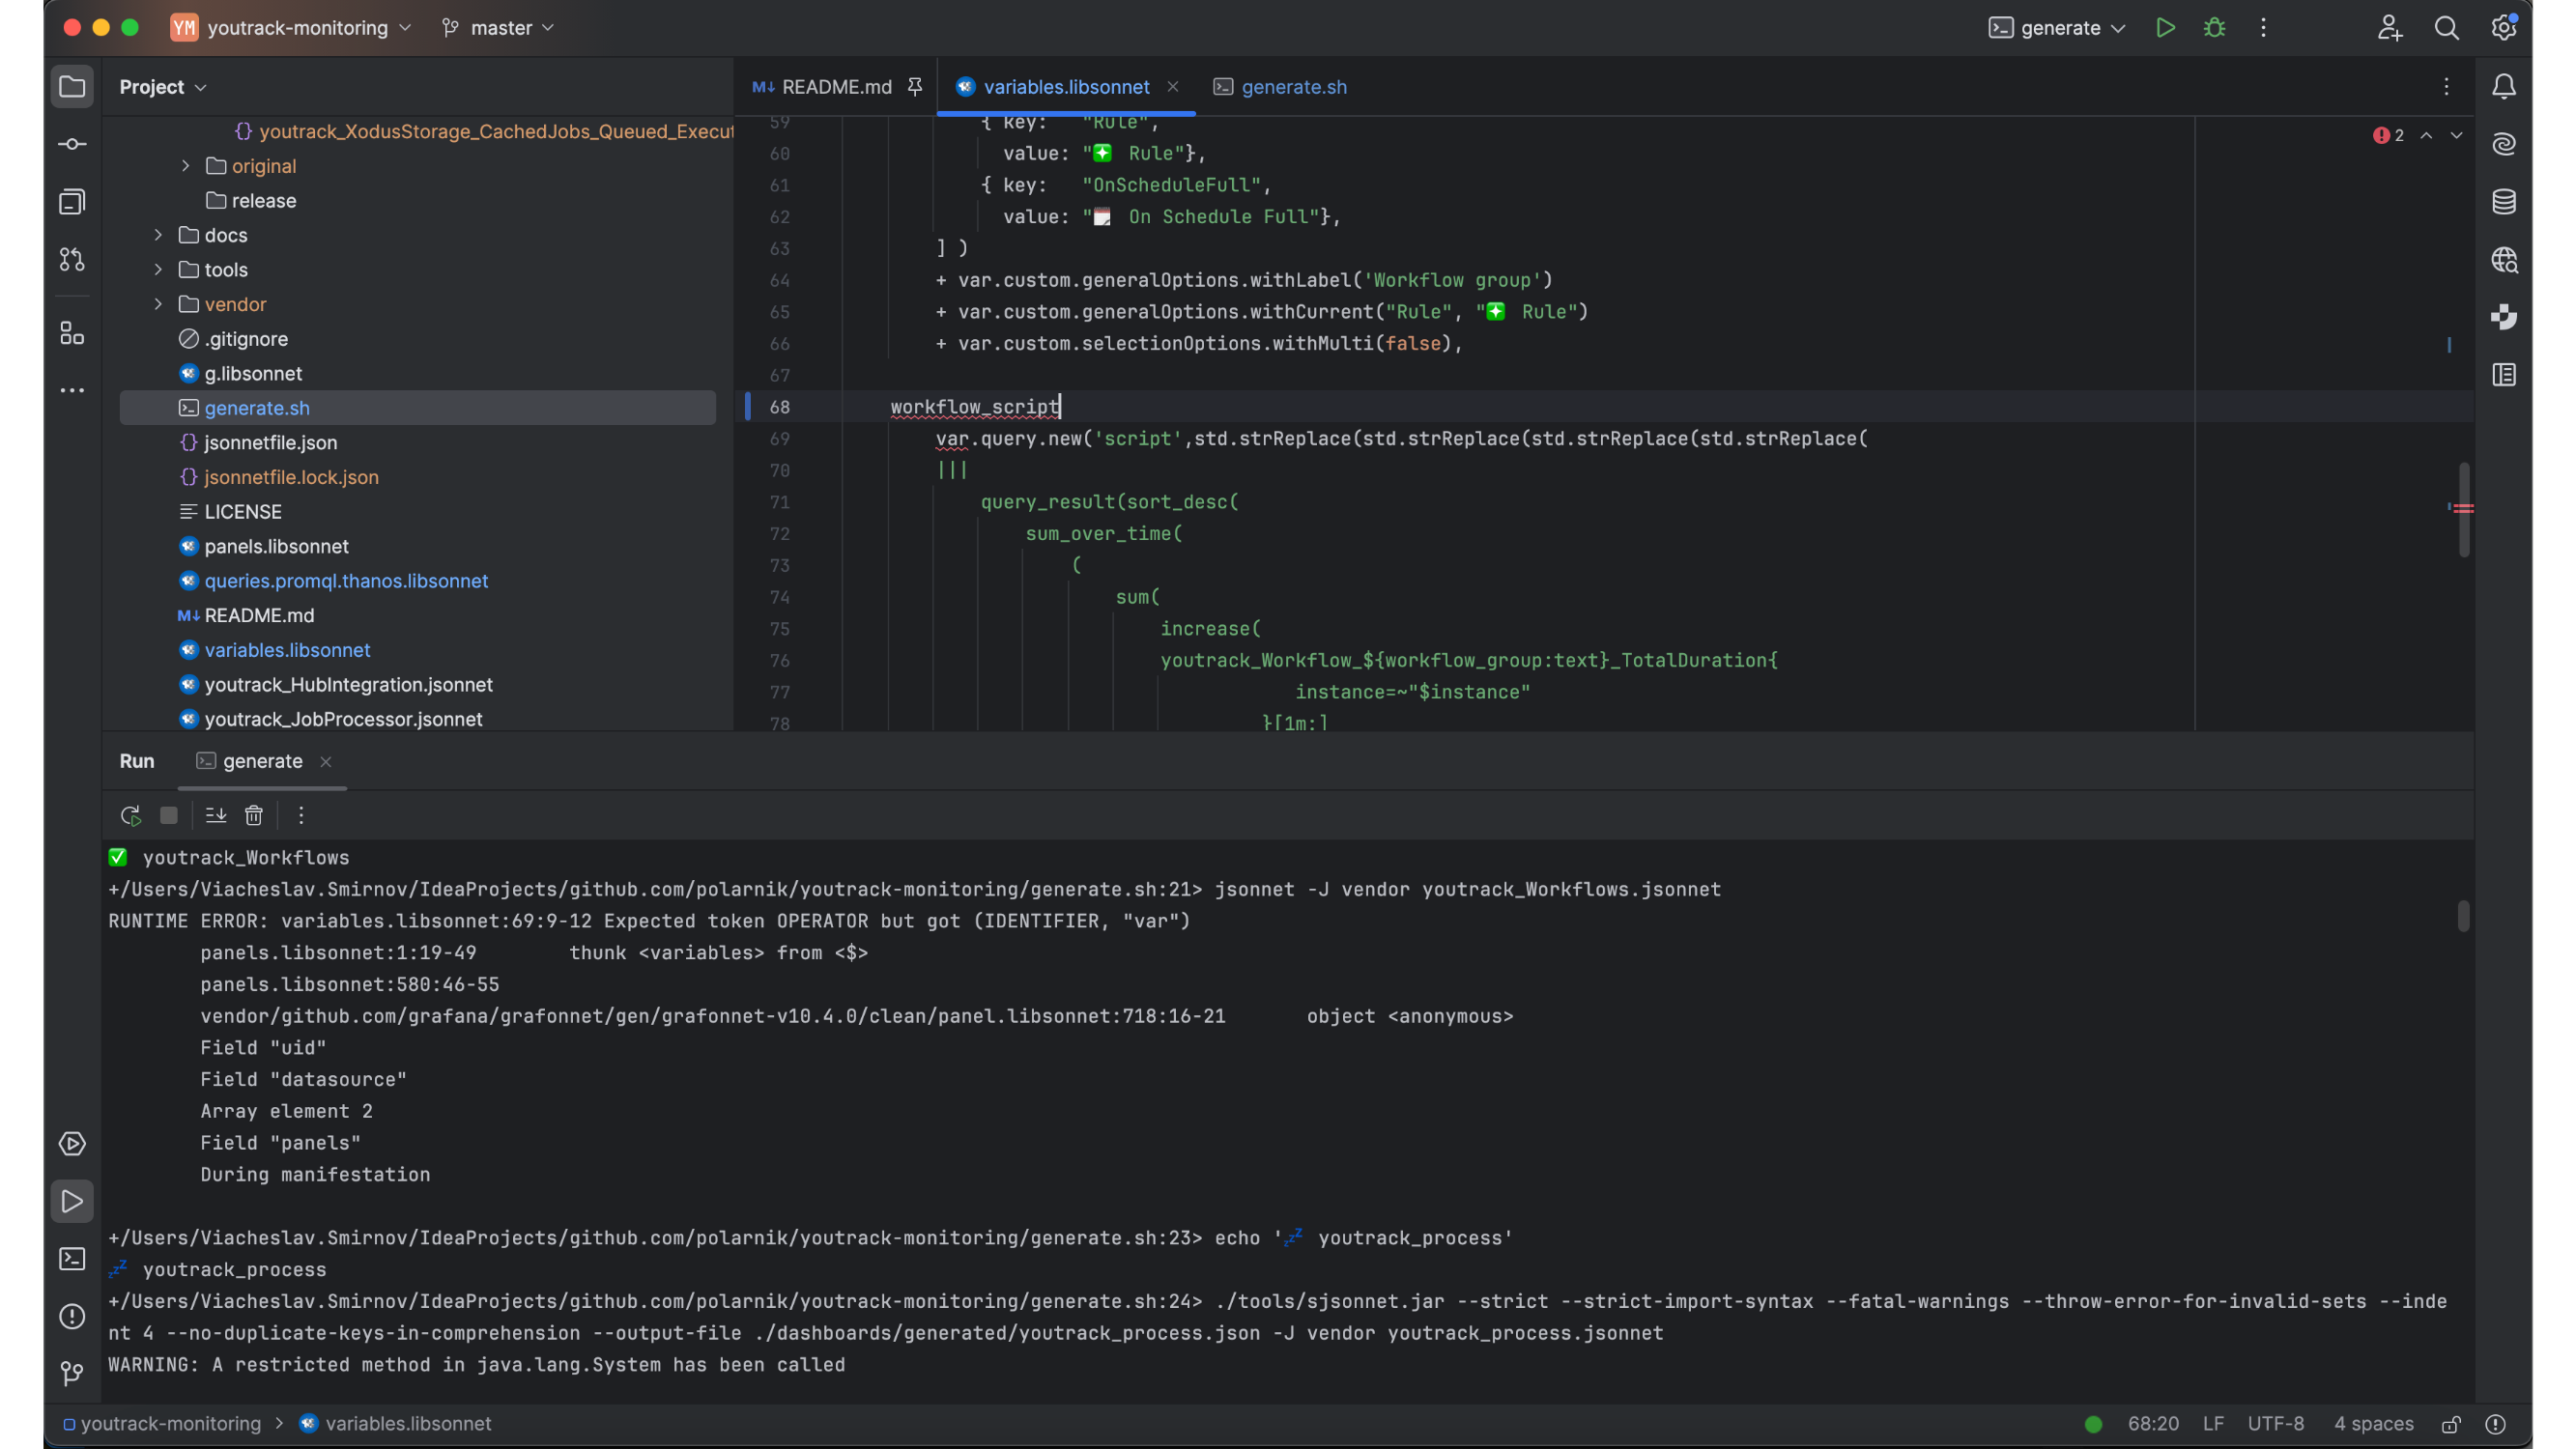 YM youtrack-monitoring master generate
Project
README.md variables.libsonnet generate.sh
youtrack_XodusStorage_CachedJobs_Queued_Execut
original
release
docs
tools
vendor
.gitignore
g.libsonnet
generate.sh
jsonnetfile.json
jsonnetfile.lock.json
LICENSE
panels.libsonnet
queries.promql.thanos.libsonnet
README.md
variables.libsonnet
youtrack_HubIntegration.jsonnet
youtrack_JobProcessor.jsonnet
2
59 { key: "Rule",
60 value: "❇️ Rule"},
61 { key: "OnScheduleFull",
62 value: "🗓 On Schedule Full"},
63 ] )
64 + var.custom.generalOptions.withLabel('Workflow group')
65 + var.custom.generalOptions.withCurrent("Rule", "❇️ Rule")
66 + var.custom.selectionOptions.withMulti(false),
67
68 workflow_script
69 var.query.new('script',std.strReplace(std.strReplace(std.strReplace(std.strReplace(
70 |||
71 query_result(sort_desc(
72 sum_over_time(
73 (
74 sum(
75 increase(
76 youtrack_Workflow_${workflow_group:text}_TotalDuration{
77 instance=~"$instance"
78 }[1m:]
Run generate
✅ youtrack_Workflows
+/Users/Viacheslav.Smirnov/IdeaProjects/github.com/polarnik/youtrack-monitoring/generate.sh:21> jsonnet -J vendor youtrack_Workflows.jsonnet
RUNTIME ERROR: variables.libsonnet:69:9-12 Expected token OPERATOR but got (IDENTIFIER, "var")
panels.libsonnet:1:19-49 thunk <variables> from <$>
panels.libsonnet:580:46-55
vendor/github.com/grafana/grafonnet/gen/grafonnet-v10.4.0/clean/panel.libsonnet:718:16-21 object <anonymous>
Field "uid"
Field "datasource"
Array element 2
Field "panels"
During manifestation
+/Users/Viacheslav.Smirnov/IdeaProjects/github.com/polarnik/youtrack-monitoring/generate.sh:23> echo '💤 youtrack_process'
💤 youtrack_process
+/Users/Viacheslav.Smirnov/IdeaProjects/github.com/polarnik/youtrack-monitoring/generate.sh:24> ./tools/sjsonnet.jar --strict --strict-import-syntax --fatal-warnings --throw-error-for-invalid-sets --inde
nt 4 --no-duplicate-keys-in-comprehension --output-file ./dashboards/generated/youtrack_process.json -J vendor youtrack_process.jsonnet
WARNING: A restricted method in java.lang.System has been called
youtrack-monitoring > variables.libsonnet 68:20 LF UTF-8 4 spaces